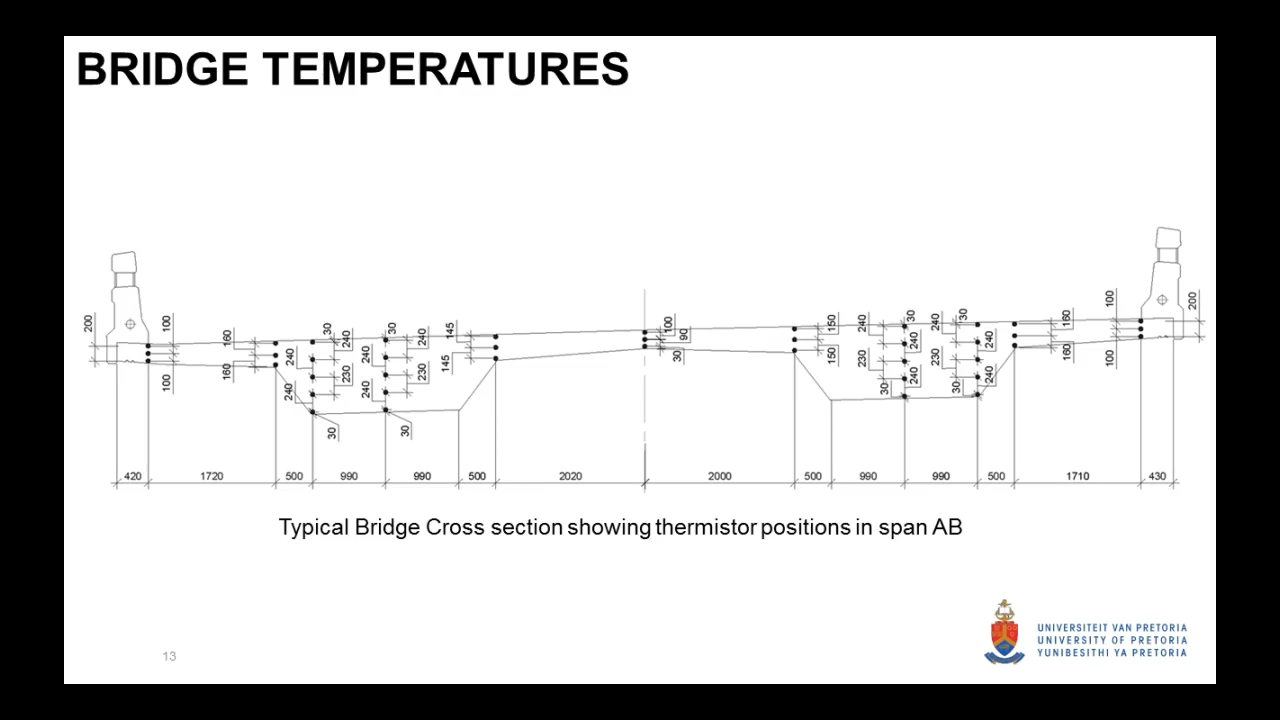 BRIDGE TEMPERATURES
200 100 100 160 160 240 240 30 240 230 30 240 240 30 240 230 30 145 145 100 90 30 150 150 240 230 30 30 240 240 240 230 30 30 240 240 160 160 100 100 200
420 1720 500 990 990 500 2020 2000 500 990 990 500 1710 430
Typical Bridge Cross section showing thermistor positions in span AB
UNIVERSITEIT VAN PRETORIA
UNIVERSITY OF PRETORIA
YUNIBESITHI YA PRETORIA
13